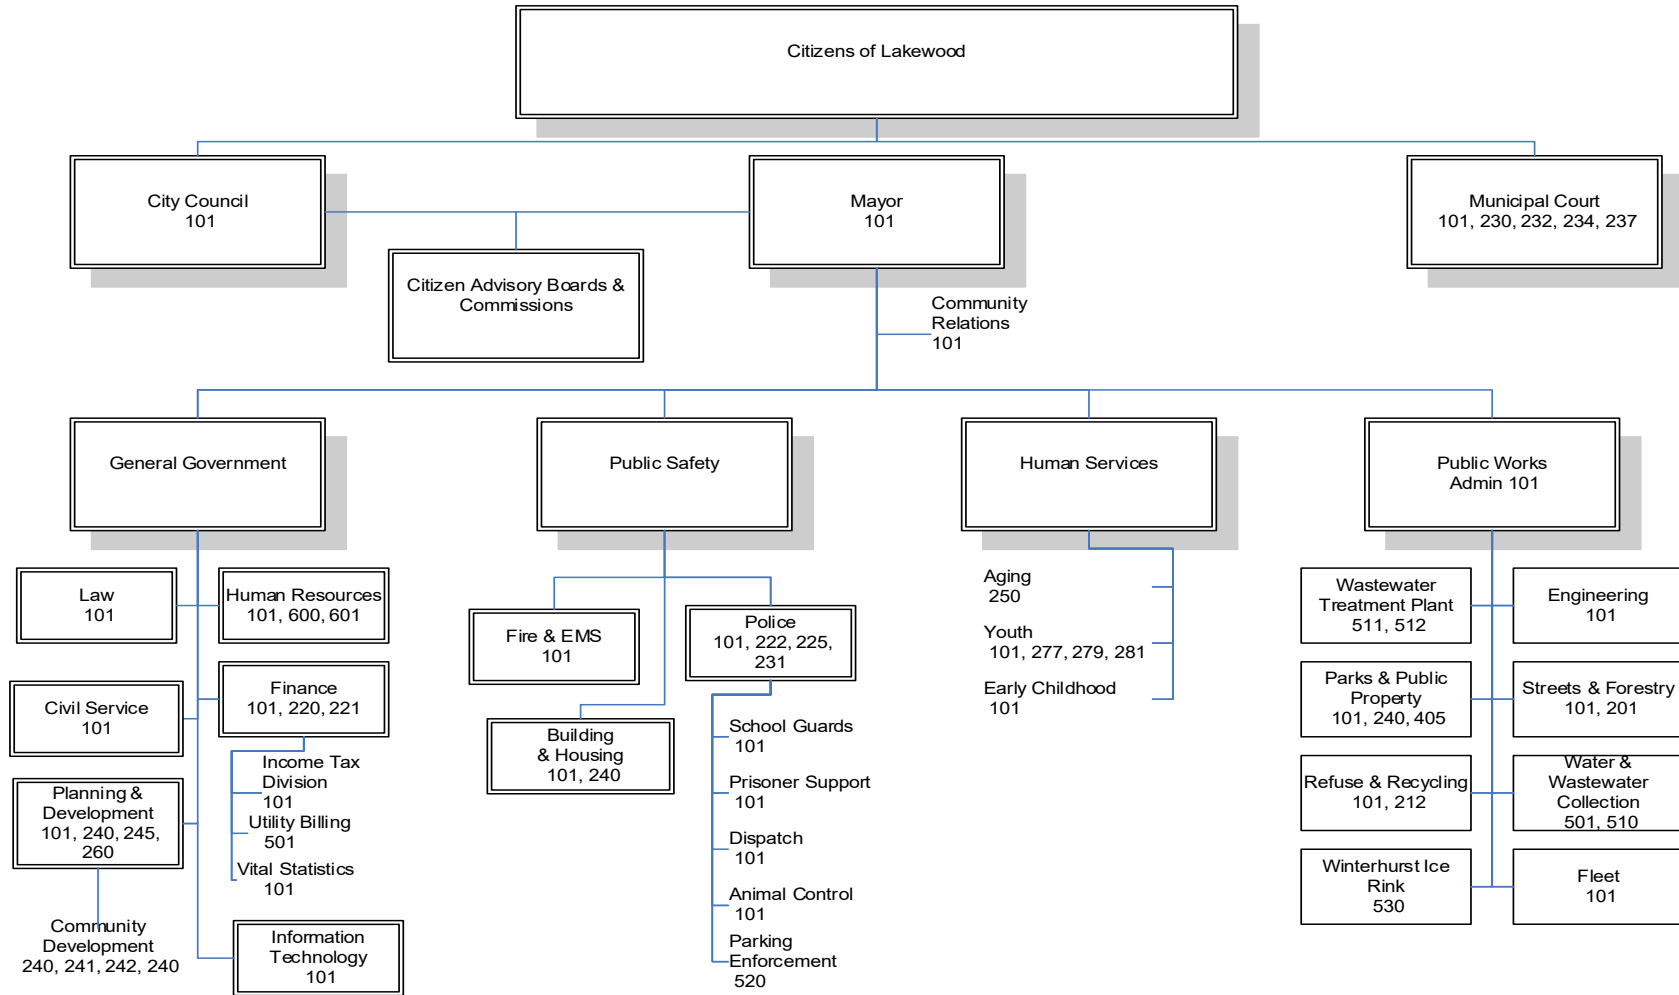 Citizens of Lakewood
City Council
101
Mayor
101
Municipal Court
101, 230, 232, 234, 237
Citizen Advisory Boards &
Commissions
Community
Relations
101
General Government
Public Safety
Human Services
Public Works
Admin 101
Law
101
Human Resources
101, 600, 601
Civil Service
101
Finance
101, 220, 221
Income Tax
Division
101
Utility Billing
501
Vital Statistics
101
Planning &
Development
101, 240, 245,
260
Community
Development
240, 241, 242, 240
Information
Technology
101
Fire & EMS
101
Police
101, 222, 225,
231
Building
& Housing
101, 240
School Guards
101
Prisoner Support
101
Dispatch
101
Animal Control
101
Parking
Enforcement
520
Aging
250
Youth
101, 277, 279, 281
Early Childhood
101
Wastewater
Treatment Plant
511, 512
Engineering
101
Parks & Public
Property
101, 240, 405
Streets & Forestry
101, 201
Refuse & Recycling
101, 212
Water &
Wastewater
Collection
501, 510
Winterhurst Ice
Rink
530
Fleet
101